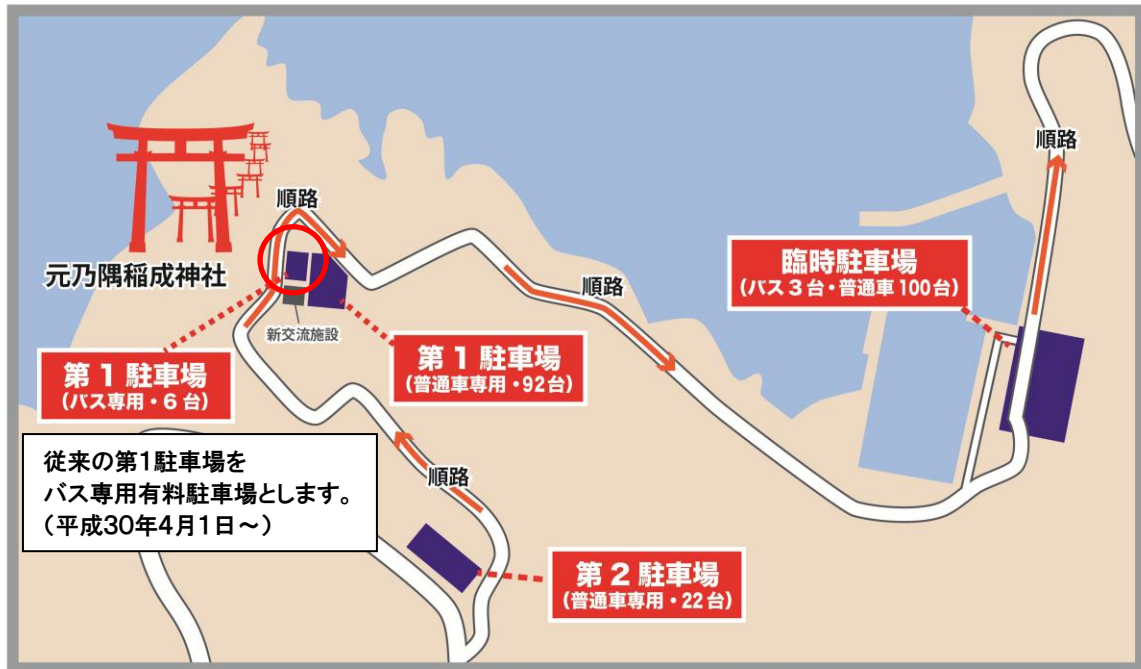 順路
順路
元乃隅稲成神社
臨時駐車場
(バス3台・普通車100台)
順路
新交流施設
第1駐車場
(バス専用・6台)
第1駐車場
(普通車専用・92台)
従来の第1駐車場を
バス専用有料駐車場とします。
(平成30年4月1日~)
順路
第2駐車場
(普通車専用・22台)